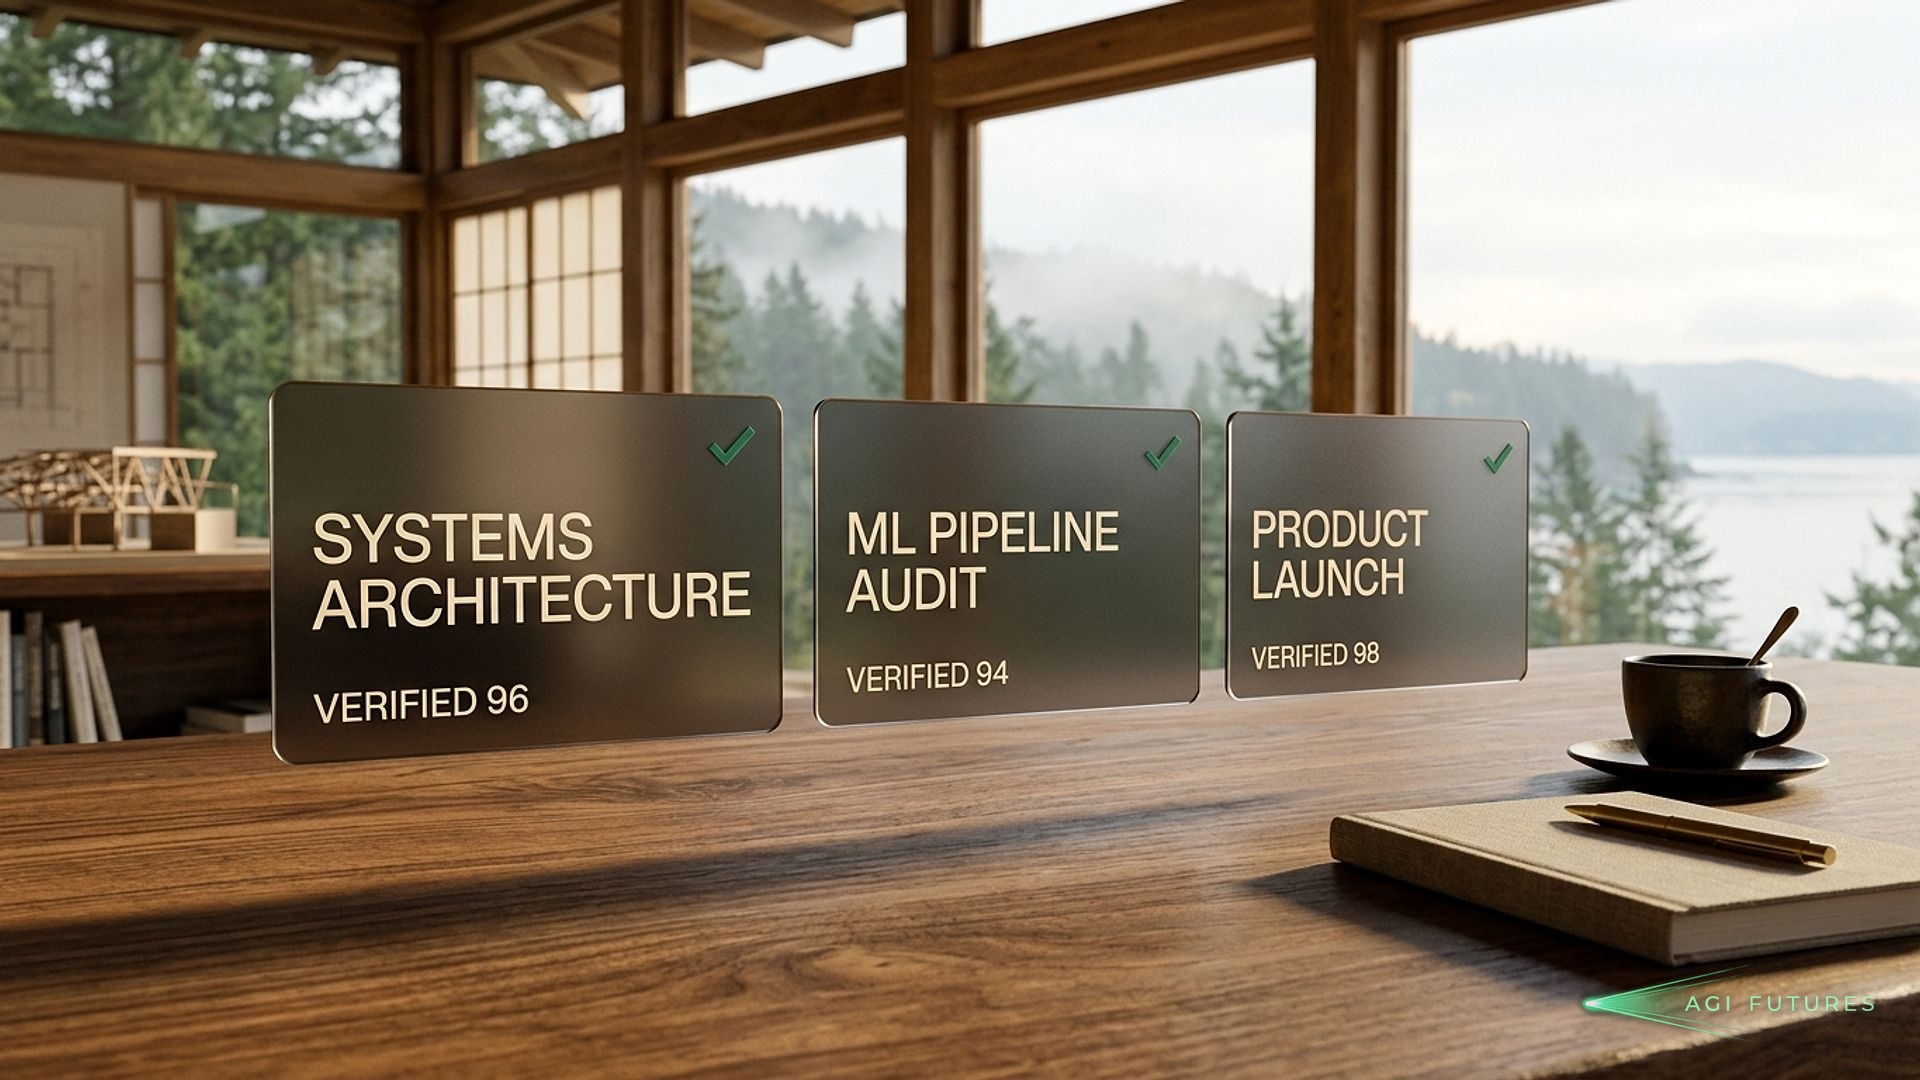 SYSTEMS
ARCHITECTURE
VERIFIED 96
ML PIPELINE
AUDIT
VERIFIED 94
PRODUCT
LAUNCH
VERIFIED 98
AGI FUTURES